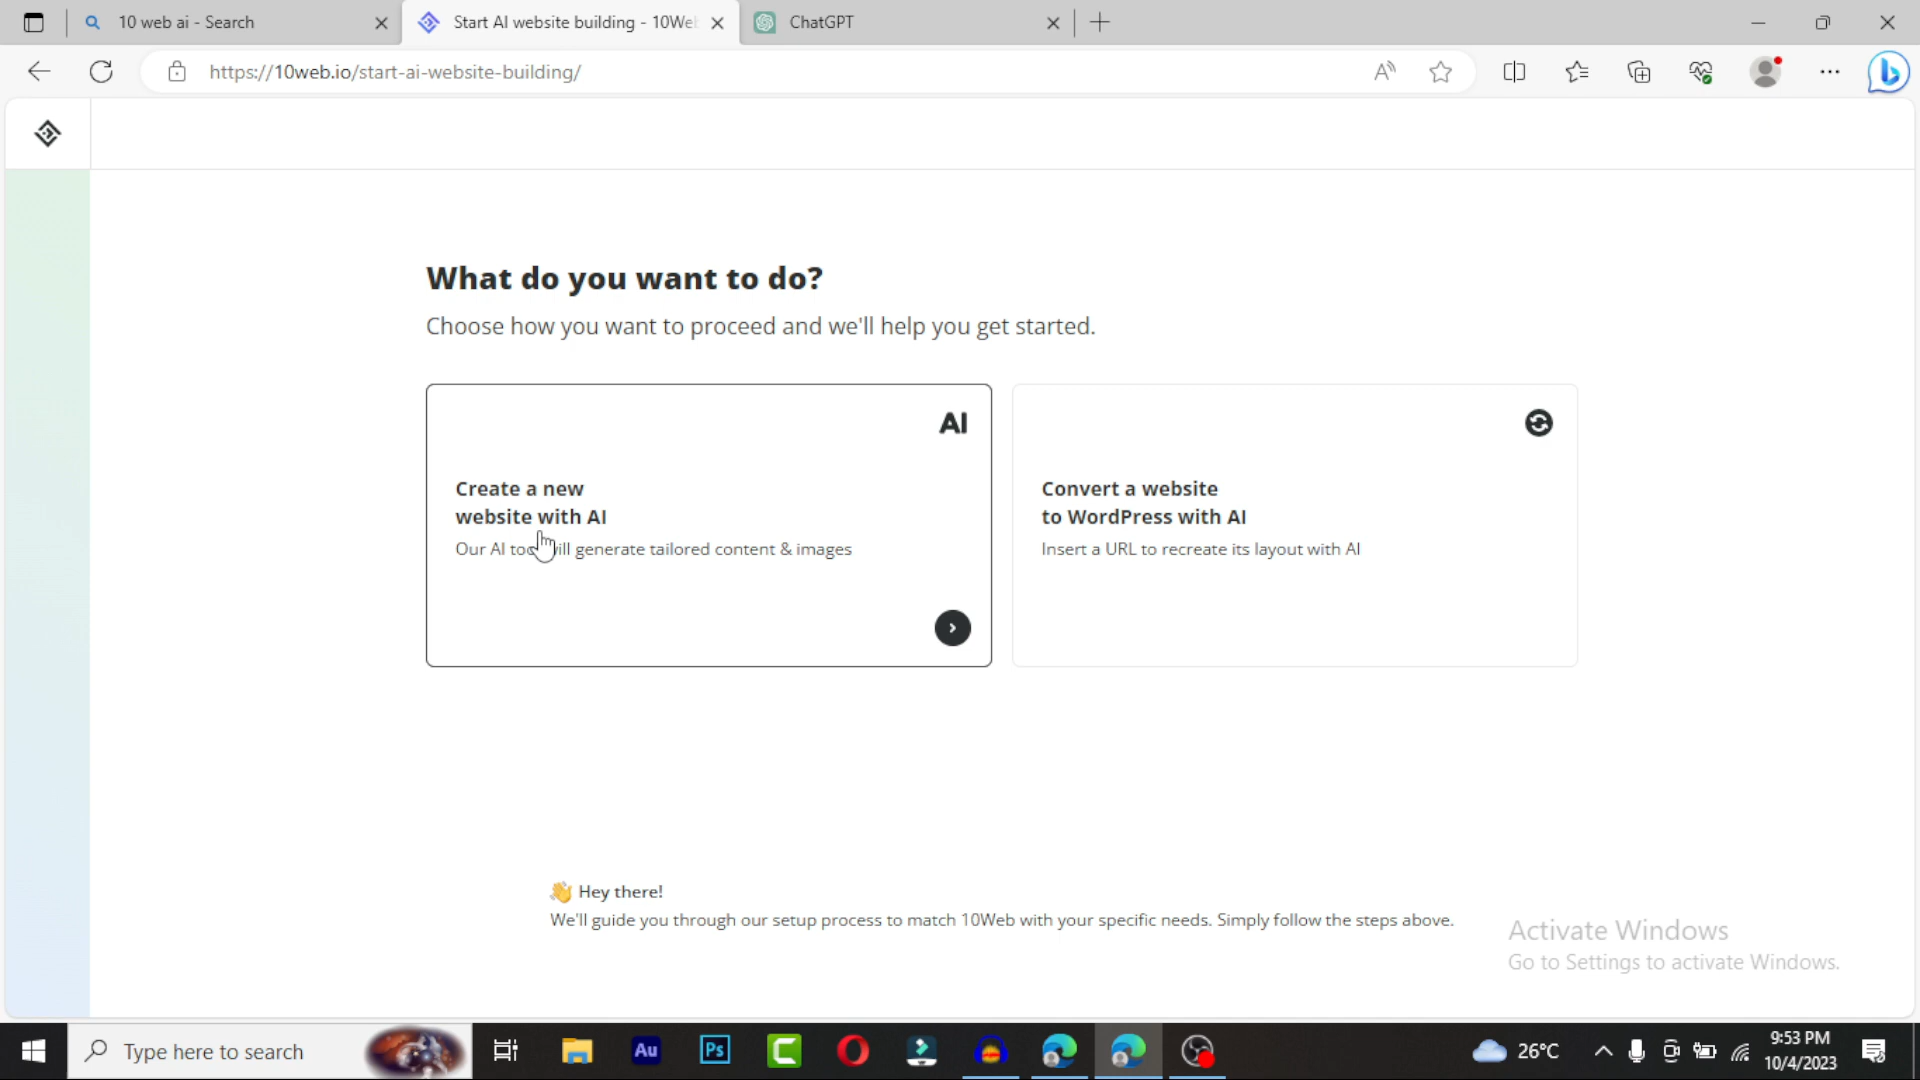 10 web ai - Search
Start AI website building - 10We
ChatGPT
https://10web.io/start-ai-website-building/
What do you want to do?
Choose how you want to proceed and we'll help you get started.
AI
Create a new
website with AI
Our AI too ill generate tailored content & images
Convert a website
to WordPress with AI
Insert a URL to recreate its layout with AI
👋 Hey there!
We'll guide you through our setup process to match 10Web with your specific needs. Simply follow the steps above.
Activate Windows
Go to Settings to activate Windows.
Type here to search
Au
Ps
26°C
9:53 PM
10/4/2023